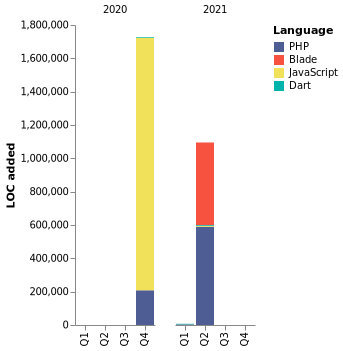 2020
2021
1,800,000
1,600,000
1,400,000
1,200,000
1,000,000
800,000
600,000
400,000
200,000
0
LOC added
Q1
Q2
Q3
Q4
Q1
Q2
Q3
Q4
Language
PHP
Blade
JavaScript
Dart